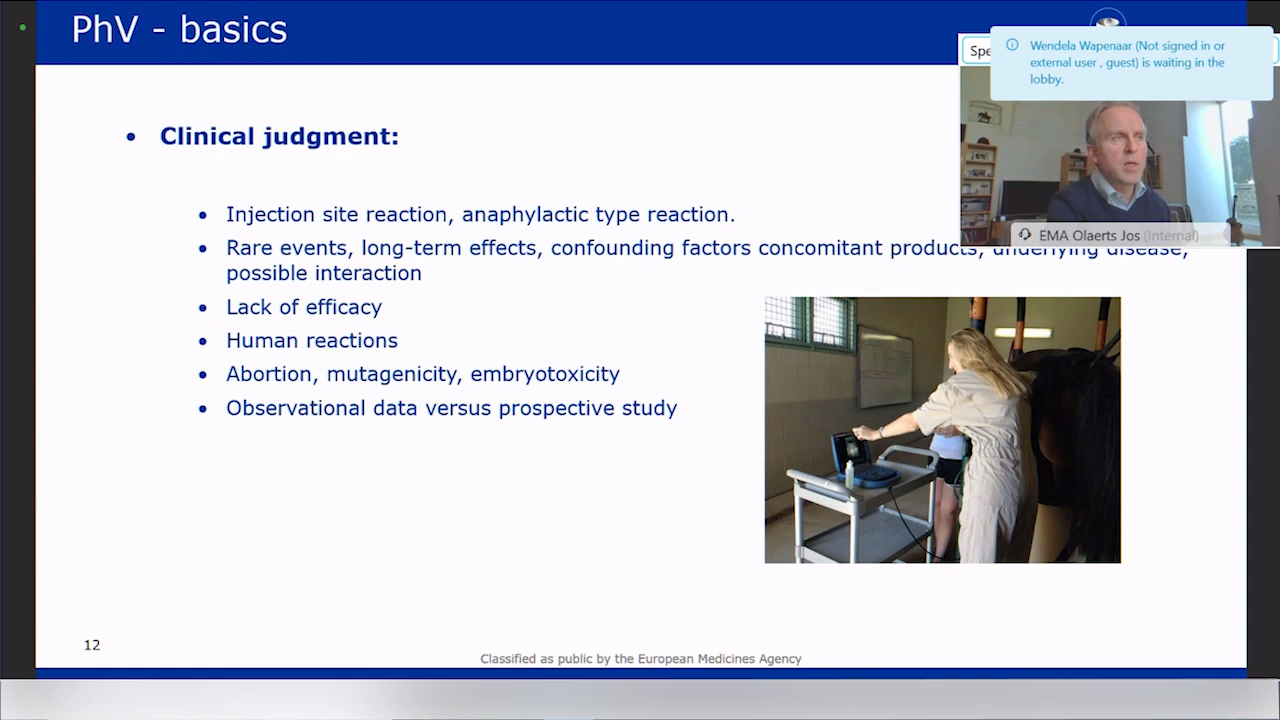 PhV - basics
Spe
Wendela Wapenaar (Not signed in or
external user , guest) is waiting in the
lobby.
• Clinical judgment:
EMA Olaerts Jos (Internal)
• Injection site reaction, anaphylactic type reaction.
• Rare events, long-term effects, confounding factors concomitant products, underlying disease,
possible interaction
• Lack of efficacy
• Human reactions
• Abortion, mutagenicity, embryotoxicity
• Observational data versus prospective study
12
Classified as public by the European Medicines Agency